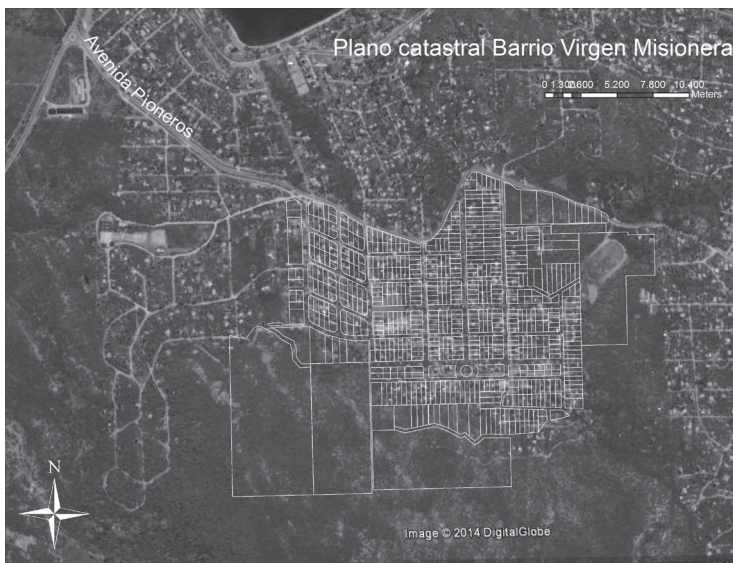 Plano catastral Barrio Virgen Misionera
0 1.300 2.600 5.200 7.800 10.400
Meters
Avenida Pioneros
N
Image © 2014 DigitalGlobe